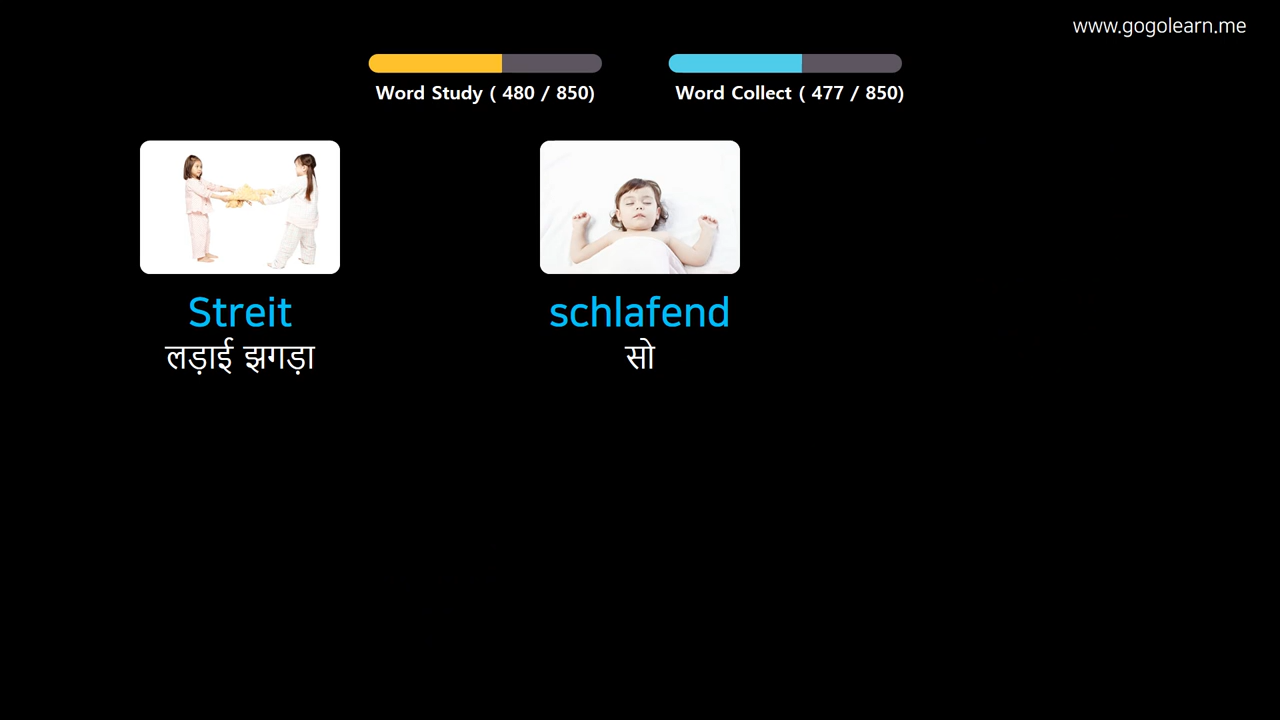 www.gogolearn.me
Word Study ( 480 / 850)
Word Collect ( 477 / 850)
Streit
लड़ाई झगड़ा
schlafend
सो